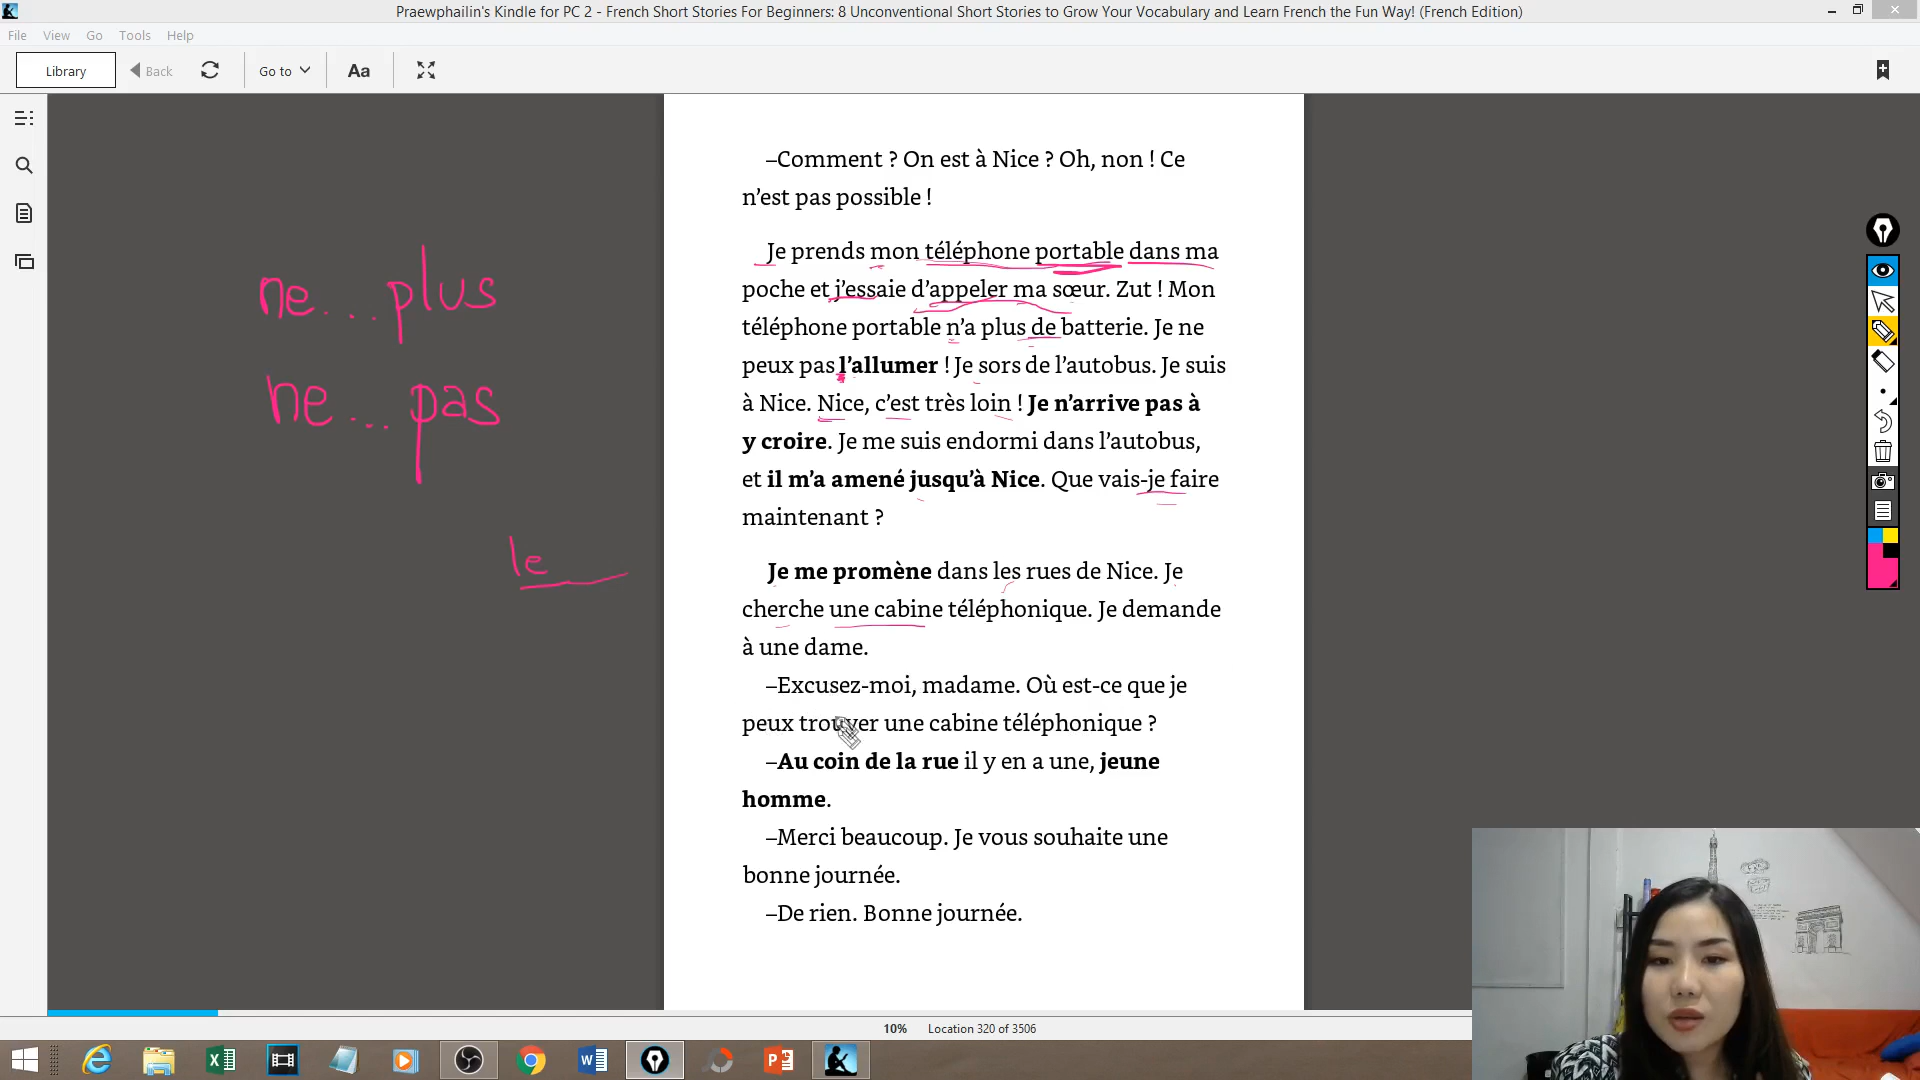 Praewphailin's Kindle for PC 2 - French Short Stories For Beginners: 8 Unconventional Short Stories to Grow Your Vocabulary and Learn French the Fun Way! (French Edition)
File View Go Tools Help
Library Back Go to Aa
–Comment ? On est à Nice ? Oh, non ! Ce
n’est pas possible !
Je prends mon téléphone portable dans ma
poche et j’essaie d’appeler ma sœur. Zut ! Mon
téléphone portable n’a plus de batterie. Je ne
peux pas l’allumer ! Je sors de l’autobus. Je suis
à Nice. Nice, c’est très loin ! Je n’arrive pas à
y croire. Je me suis endormi dans l’autobus,
et il m’a amené jusqu’à Nice. Que vais-je faire
maintenant ?
Je me promène dans les rues de Nice. Je
cherche une cabine téléphonique. Je demande
à une dame.
–Excusez-moi, madame. Où est-ce que je
peux trouver une cabine téléphonique ?
–Au coin de la rue il y en a une, jeune
homme.
–Merci beaucoup. Je vous souhaite une
bonne journée.
–De rien. Bonne journée.
ne... plus
ne... pas
le
10% Location 320 of 3506